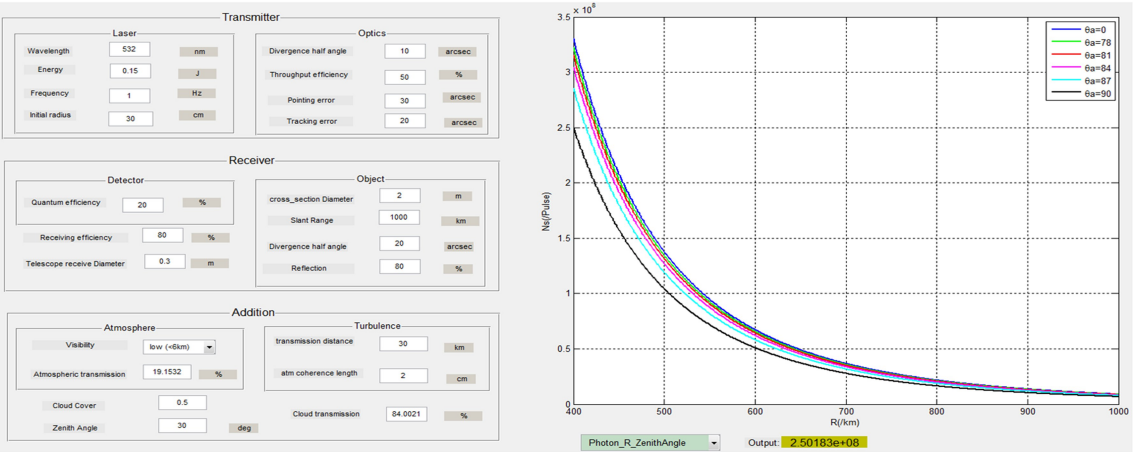 Transmitter
Laser
Wavelength 532 nm
Energy 0.15 J
Frequency 1 Hz
Initial radius 30 cm
Optics
Divergence half angle 10 arcsec
Throughput efficiency 50 %
Pointing error 30 arcsec
Tracking error 20 arcsec
Receiver
Detector
Quantum efficiency 20 %
Receiving efficiency 80 %
Telescope receive Diameter 0.3 m
Object
cross_section Diameter 2 m
Slant Range 1000 km
Divergence half angle 20 arcsec
Reflection 80 %
Addition
Atmosphere
Visibility low (<6km)
Atmospheric transmission 19.1532 %
Cloud Cover 0.5
Zenith Angle 30 deg
Turbulence
transmission distance 30 km
atm coherence length 2 cm
Cloud transmission 84.0021 %
3.5 × 10⁶
3
2.5
2
1.5
1
0.5
0
Ns(/Pulse)
θa=0
θa=78
θa=81
θa=84
θa=87
θa=90
400 500 600 700 800 900 1000
R(/km)
Photon_R_ZenithAngle Output: 2.50183e+08